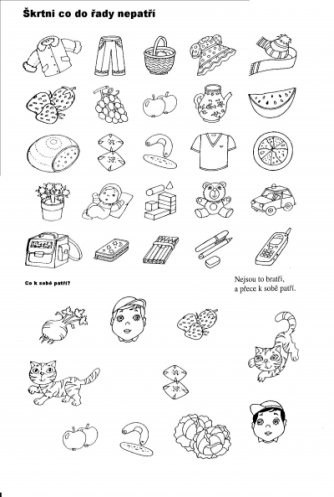 Škrtni co do řady nepatří
Co k sobě patří?
Nejsou to bratři,
a přece k sobě patří.